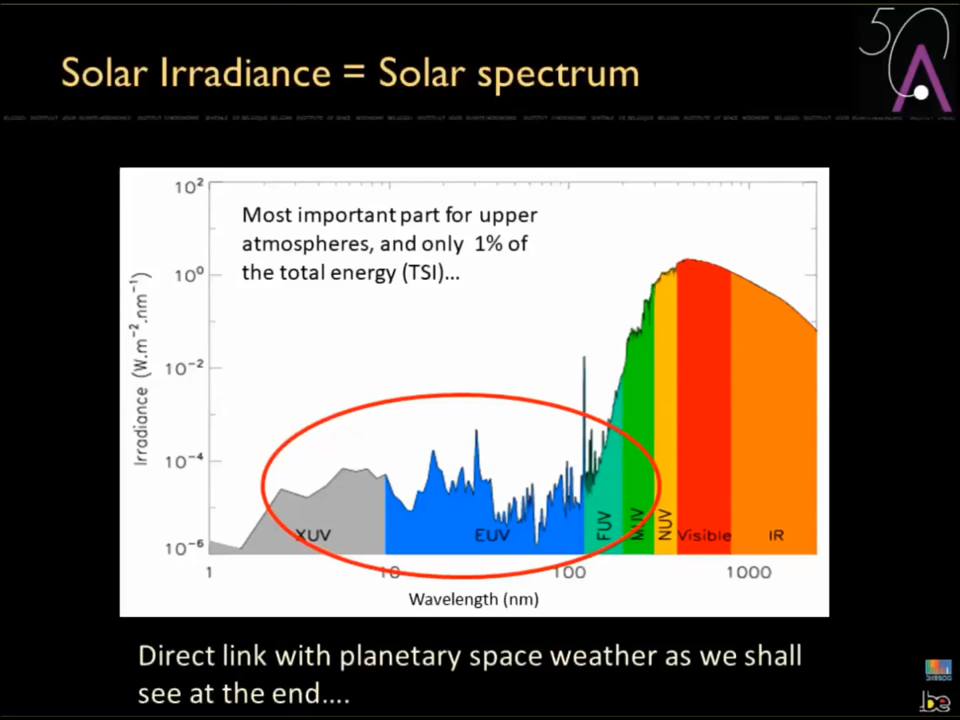 Solar Irradiance = Solar spectrum
50
Most important part for upper
atmospheres, and only 1% of
the total energy (TSI)...
10²
10⁰
10⁻²
10⁻⁴
10⁻⁶
Irradiance (W.m⁻².nm⁻¹)
XUV
EUV
FUV
MUV
NUV
Visible
IR
1
10
100
1000
Wavelength (nm)
Direct link with planetary space weather as we shall
see at the end....
.be